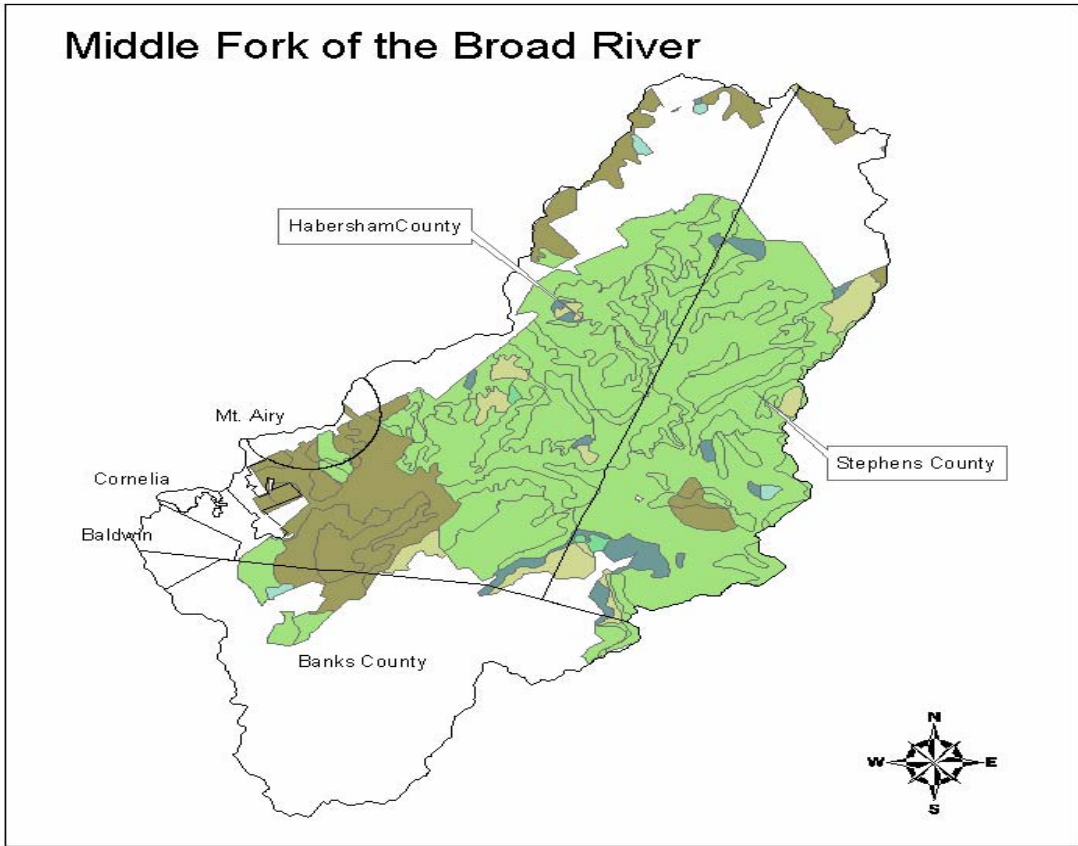 Middle Fork of the Broad River
HabershamCounty
Mt. Airy
Stephens County
Cornelia
Baldwin
Banks County
N
W E
S